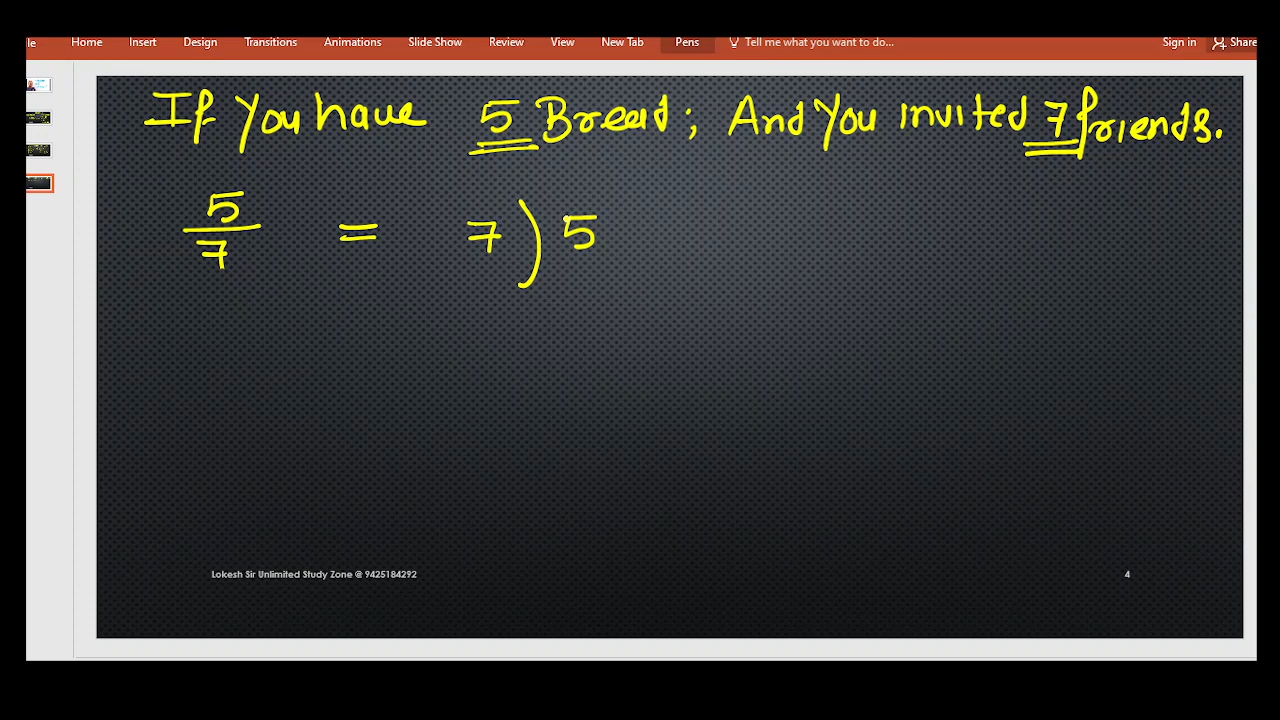 le Home Insert Design Transitions Animations Slide Show Review View New Tab Pens Tell me what you want to do... Sign in Share
If You have 5 Bread; And You invited 7 friends.
5/7 = 7)5
Lokesh Sir Unlimited Study Zone @ 9425184292 4